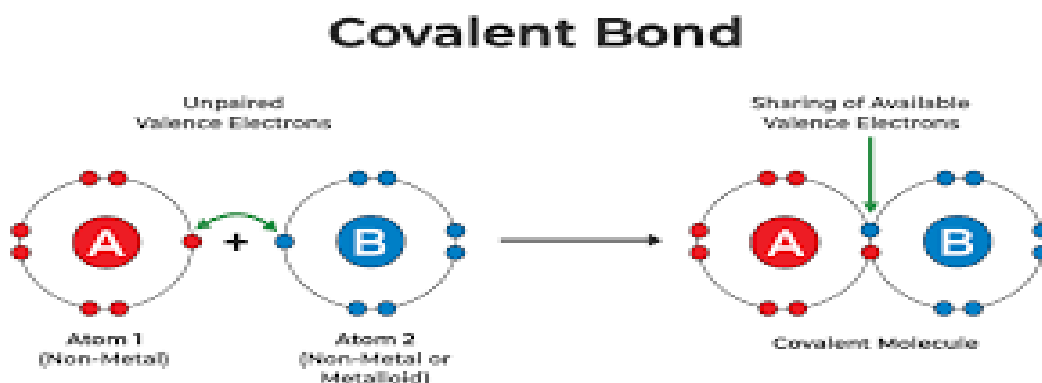 Covalent Bond
Unpaired
Valence Electrons
Sharing of Available
Valence Electrons
A
+
B
A
B
Atom 1
(Non-Metal)
Atom 2
(Non-Metal or
Metalloid)
Covalent Molecule